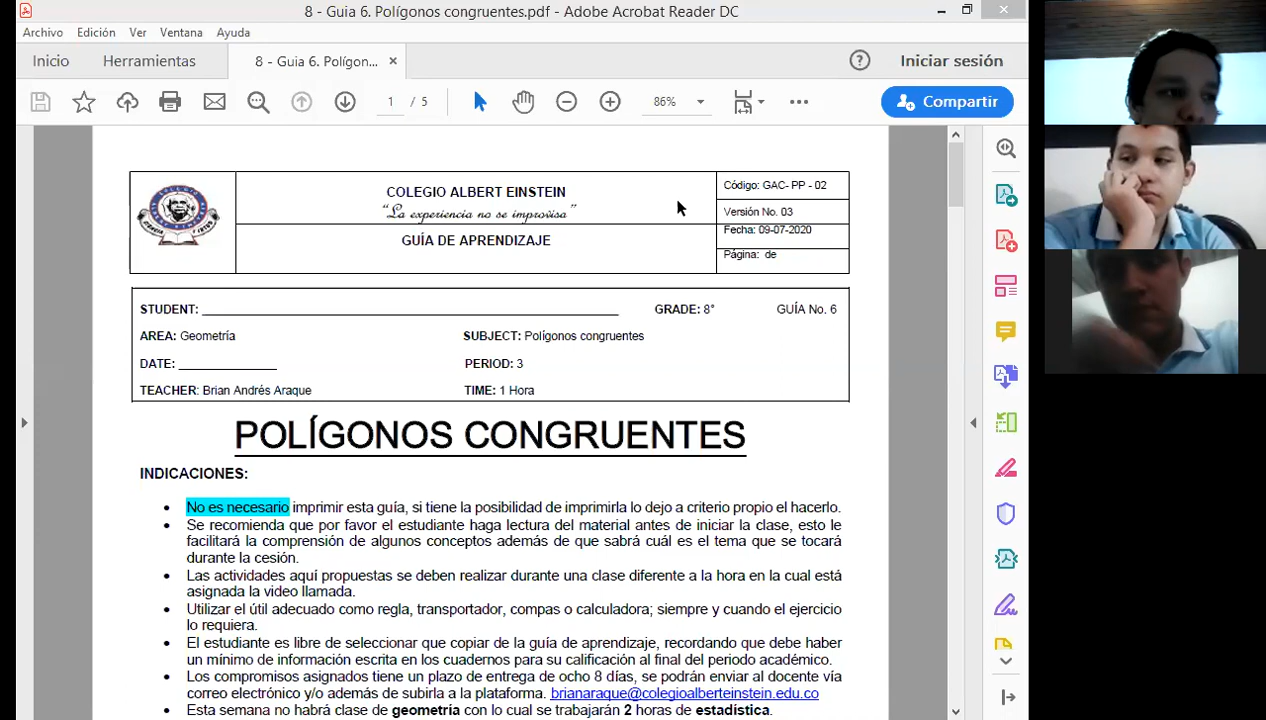 8 - Guia 6. Polígonos congruentes.pdf - Adobe Acrobat Reader DC
Archivo Edición Ver Ventana Ayuda
Inicio Herramientas 8 - Guia 6. Polígon... × Iniciar sesión
1 / 5 86% Compartir
COLEGIO ALBERT EINSTEIN
"La experiencia no se improvisa"
GUÍA DE APRENDIZAJE
Código: GAC- PP - 02
Versión No. 03
Fecha: 09-07-2020
Página: de
STUDENT: GRADE: 8° GUÍA No. 6
AREA: Geometría SUBJECT: Polígonos congruentes
DATE: PERIOD: 3
TEACHER: Brian Andrés Araque TIME: 1 Hora
POLÍGONOS CONGRUENTES
INDICACIONES:
• No es necesario imprimir esta guía, si tiene la posibilidad de imprimirla lo dejo a criterio propio el hacerlo.
• Se recomienda que por favor el estudiante haga lectura del material antes de iniciar la clase, esto le
facilitará la comprensión de algunos conceptos además de que sabrá cuál es el tema que se tocará
durante la cesión.
• Las actividades aquí propuestas se deben realizar durante una clase diferente a la hora en la cual está
asignada la video llamada.
• Utilizar el útil adecuado como regla, transportador, compas o calculadora; siempre y cuando el ejercicio
lo requiera.
• El estudiante es libre de seleccionar que copiar de la guía de aprendizaje, recordando que debe haber
un mínimo de información escrita en los cuadernos para su calificación al final del periodo académico.
• Los compromisos asignados tiene un plazo de entrega de ocho 8 días, se podrán enviar al docente vía
correo electrónico y/o además de subirla a la plataforma. brianaraque@colegioalberteinstein.edu.co
• Esta semana no habrá clase de geometría con lo cual se trabajarán 2 horas de estadística.